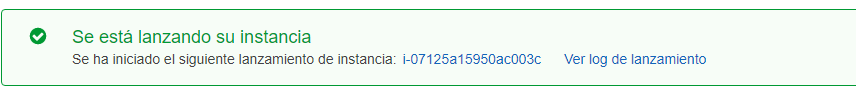 Se está lanzando su instancia
Se ha iniciado el siguiente lanzamiento de instancia: i-07125a15950ac003c Ver log de lanzamiento